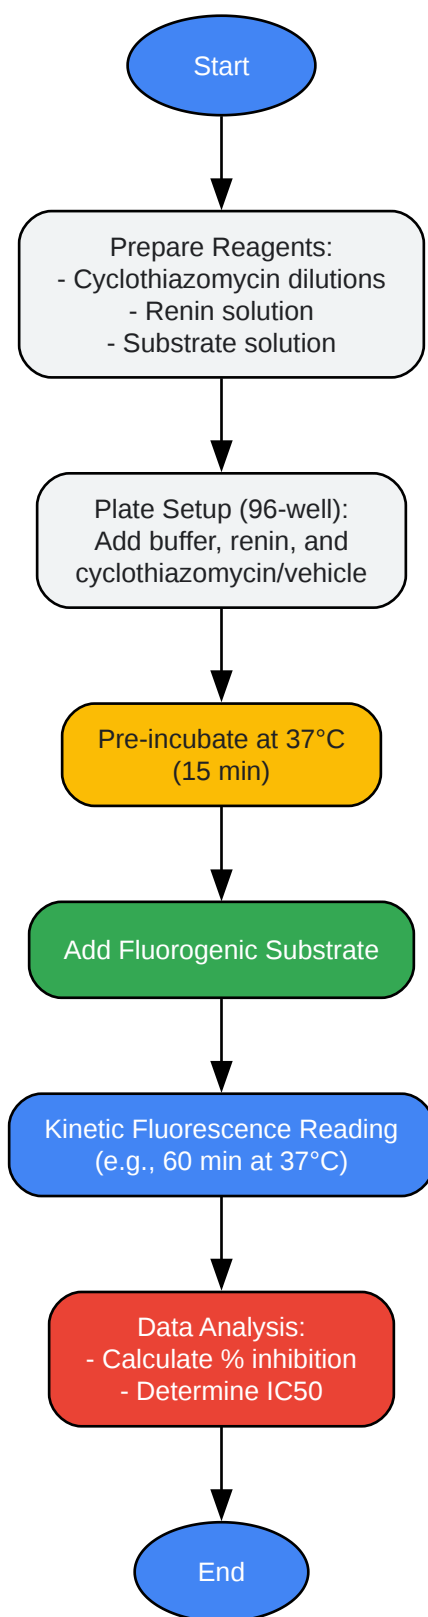 Start
Prepare Reagents:
- Cyclothiazomycin dilutions
- Renin solution
- Substrate solution
Plate Setup (96-well):
Add buffer, renin, and
cyclothiazomycin/vehicle
Pre-incubate at 37°C
(15 min)
Add Fluorogenic Substrate
Kinetic Fluorescence Reading
(e.g., 60 min at 37°C)
Data Analysis:
- Calculate % inhibition
- Determine IC50
End